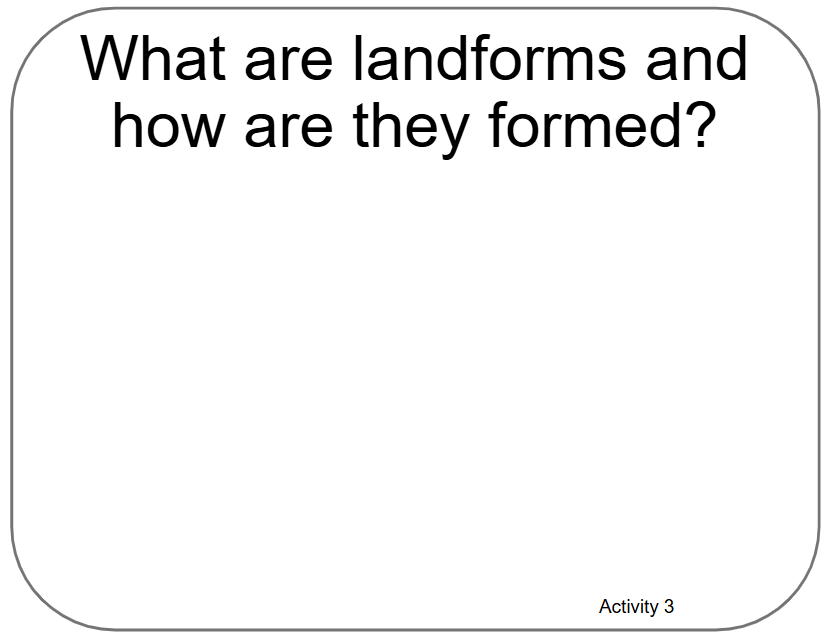 What are landforms and
how are they formed?
Activity 3